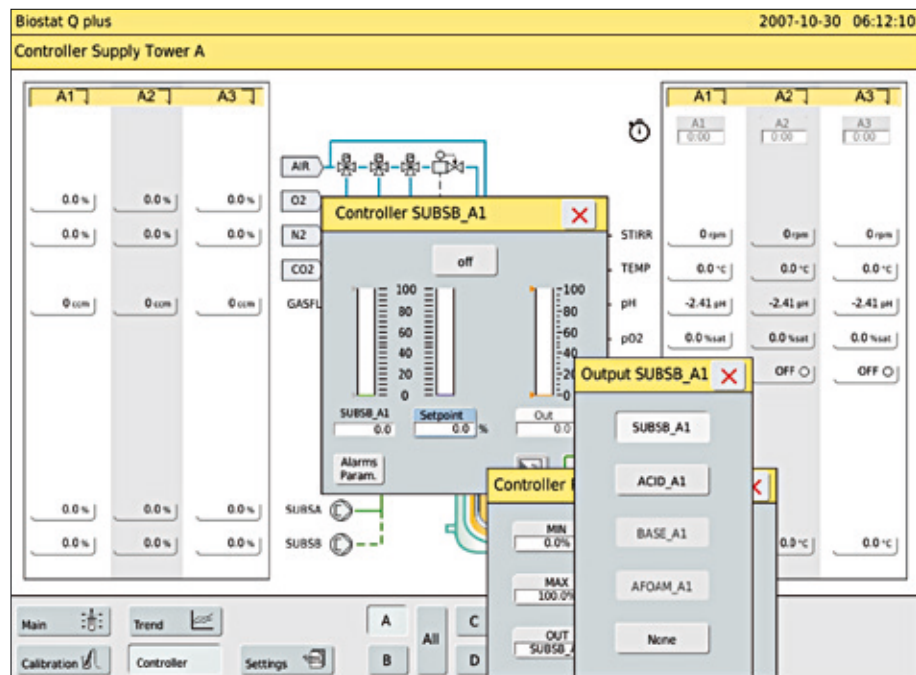 Biostat Q plus 2007-10-30 06:12:10
Controller Supply Tower A
A1 A2 A3
A1 A2 A3
A1 A2 A3
0:00 0:00 0:00
AIR
0.0 % 0.0 % 0.0 %
O2
0.0 % 0.0 % 0.0 %
N2
CO2
0 ccm 0 ccm 0 ccm
GASFL
STIRR 0 rpm 0 rpm 0 rpm
TEMP 0.0 °C 0.0 °C 0.0 °C
pH -2.41 pH -2.41 pH -2.41 pH
pO2 0.0 %sat 0.0 %sat 0.0 %sat
OFF OFF
Controller SUBSB_A1
off
100 100
80 80
60 60
40 40
20 20
0 0
SUBSB_A1 Setpoint Out
0.0 0.0 % 0.0
Alarms
Param.
0.0 % 0.0 % 0.0 % SUBSA
0.0 % 0.0 % 0.0 % SUBSB
0.0 °C 0.0 °C
Controller
MIN
0.0%
MAX
100.0%
OUT
Output SUBSB_A1
SUBSB_A1
ACID_A1
BASE_A1
AFOAM_A1
None
Main Trend A All C
Calibration Controller Settings B D